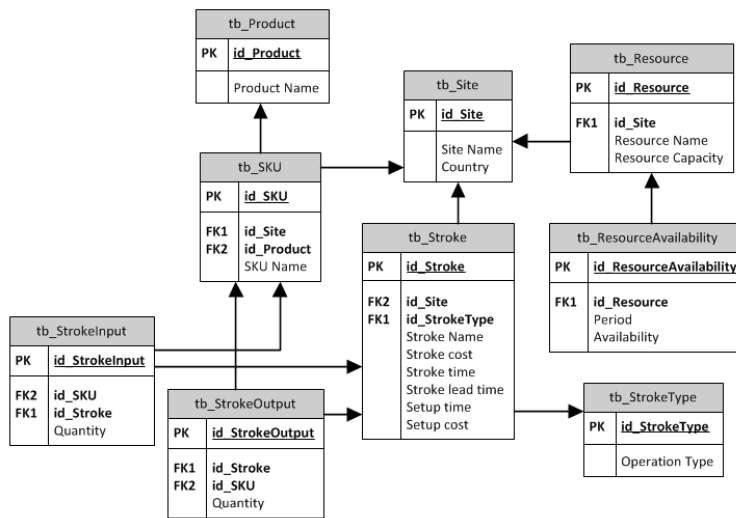 tb_Product
PK id_Product
Product Name
tb_Resource
PK id_Resource
FK1 id_Site
Resource Name
Resource Capacity
tb_Site
PK id_Site
Site Name
Country
tb_SKU
PK id_SKU
FK1 id_Site
FK2 id_Product
SKU Name
tb_Stroke
PK id_Stroke
FK2 id_Site
FK1 id_StrokeType
Stroke Name
Stroke cost
Stroke time
Stroke lead time
Setup time
Setup cost
tb_ResourceAvailability
PK id_ResourceAvailability
FK1 id_Resource
Period
Availability
tb_StrokeInput
PK id_StrokeInput
FK2 id_SKU
FK1 id_Stroke
Quantity
tb_StrokeOutput
PK id_StrokeOutput
FK1 id_Stroke
FK2 id_SKU
Quantity
tb_StrokeType
PK id_StrokeType
Operation Type